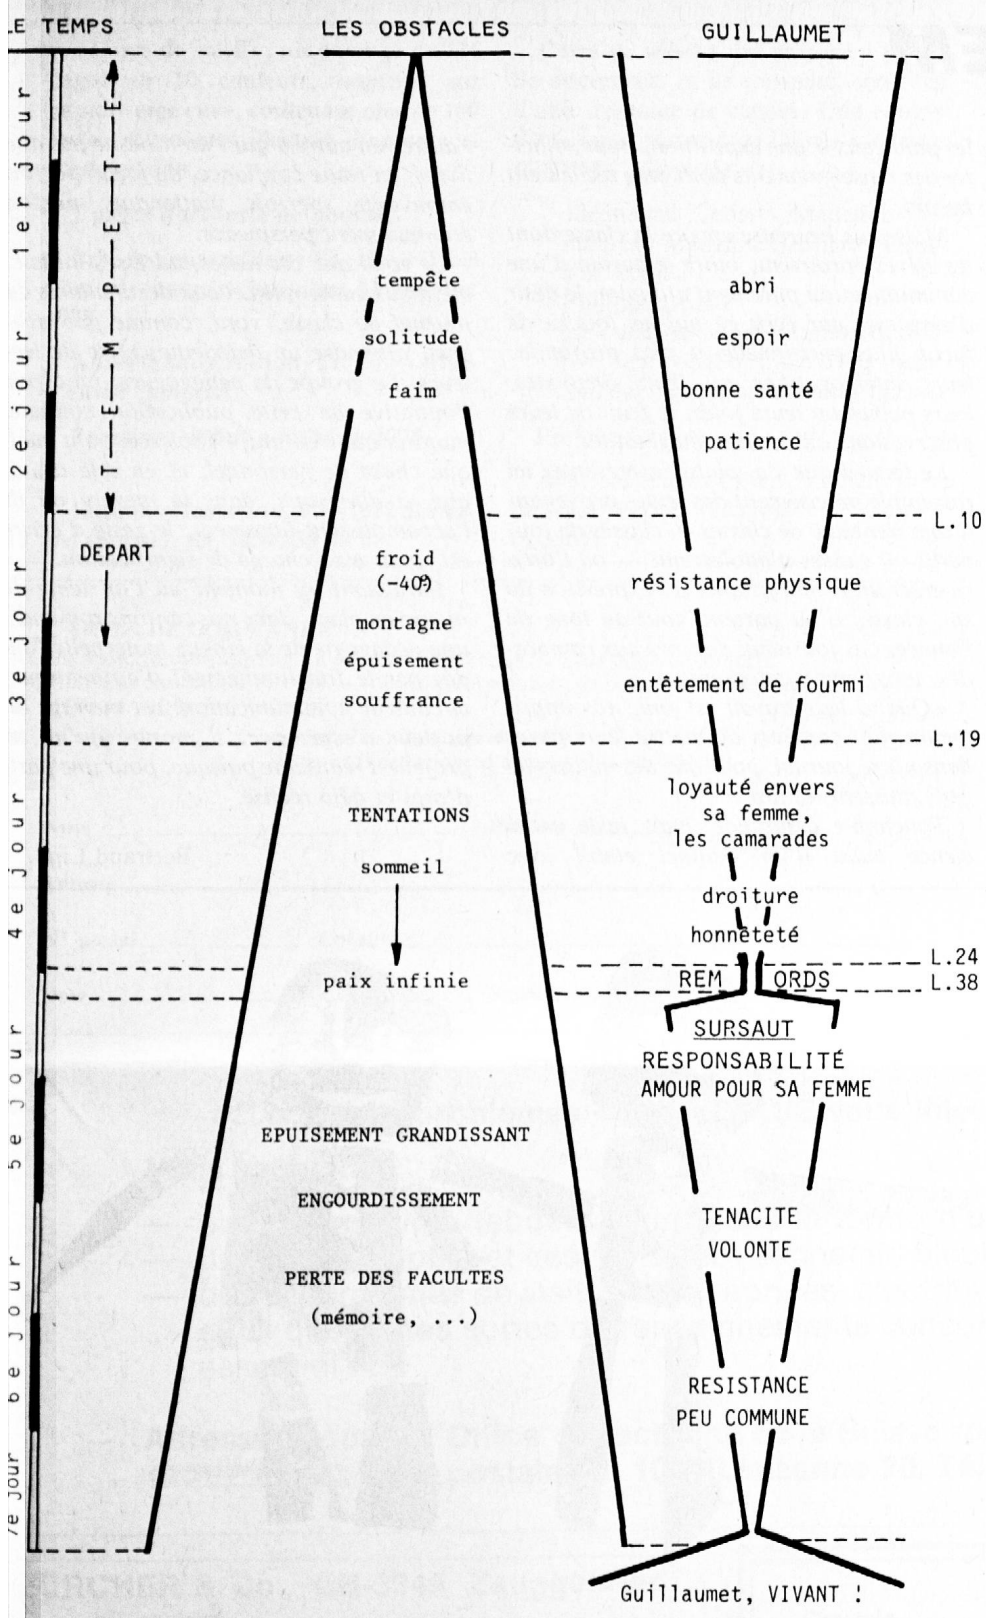 LE TEMPS
LES OBSTACLES
GUILLAUMET
1er jour
2e jour
3e jour
4e jour
5e jour
6e jour
7e jour
TEMPETE
DEPART
tempête
solitude
faim
froid
(-40°)
montagne
épuisement
souffrance
TENTATIONS
sommeil
paix infinie
EPUISEMENT GRANDISSANT
ENGOURDISSEMENT
PERTE DES FACULTES
(mémoire, ...)
abri
espoir
bonne santé
patience
L.10
résistance physique
entêtement de fourmi
L.19
loyauté envers
sa femme,
les camarades
droiture
honnêteté
L.24
REM ORDS
L.38
SURSAUT
RESPONSABILITÉ
AMOUR POUR SA FEMME
TENACITE
VOLONTE
RESISTANCE
PEU COMMUNE
Guillaumet, VIVANT !